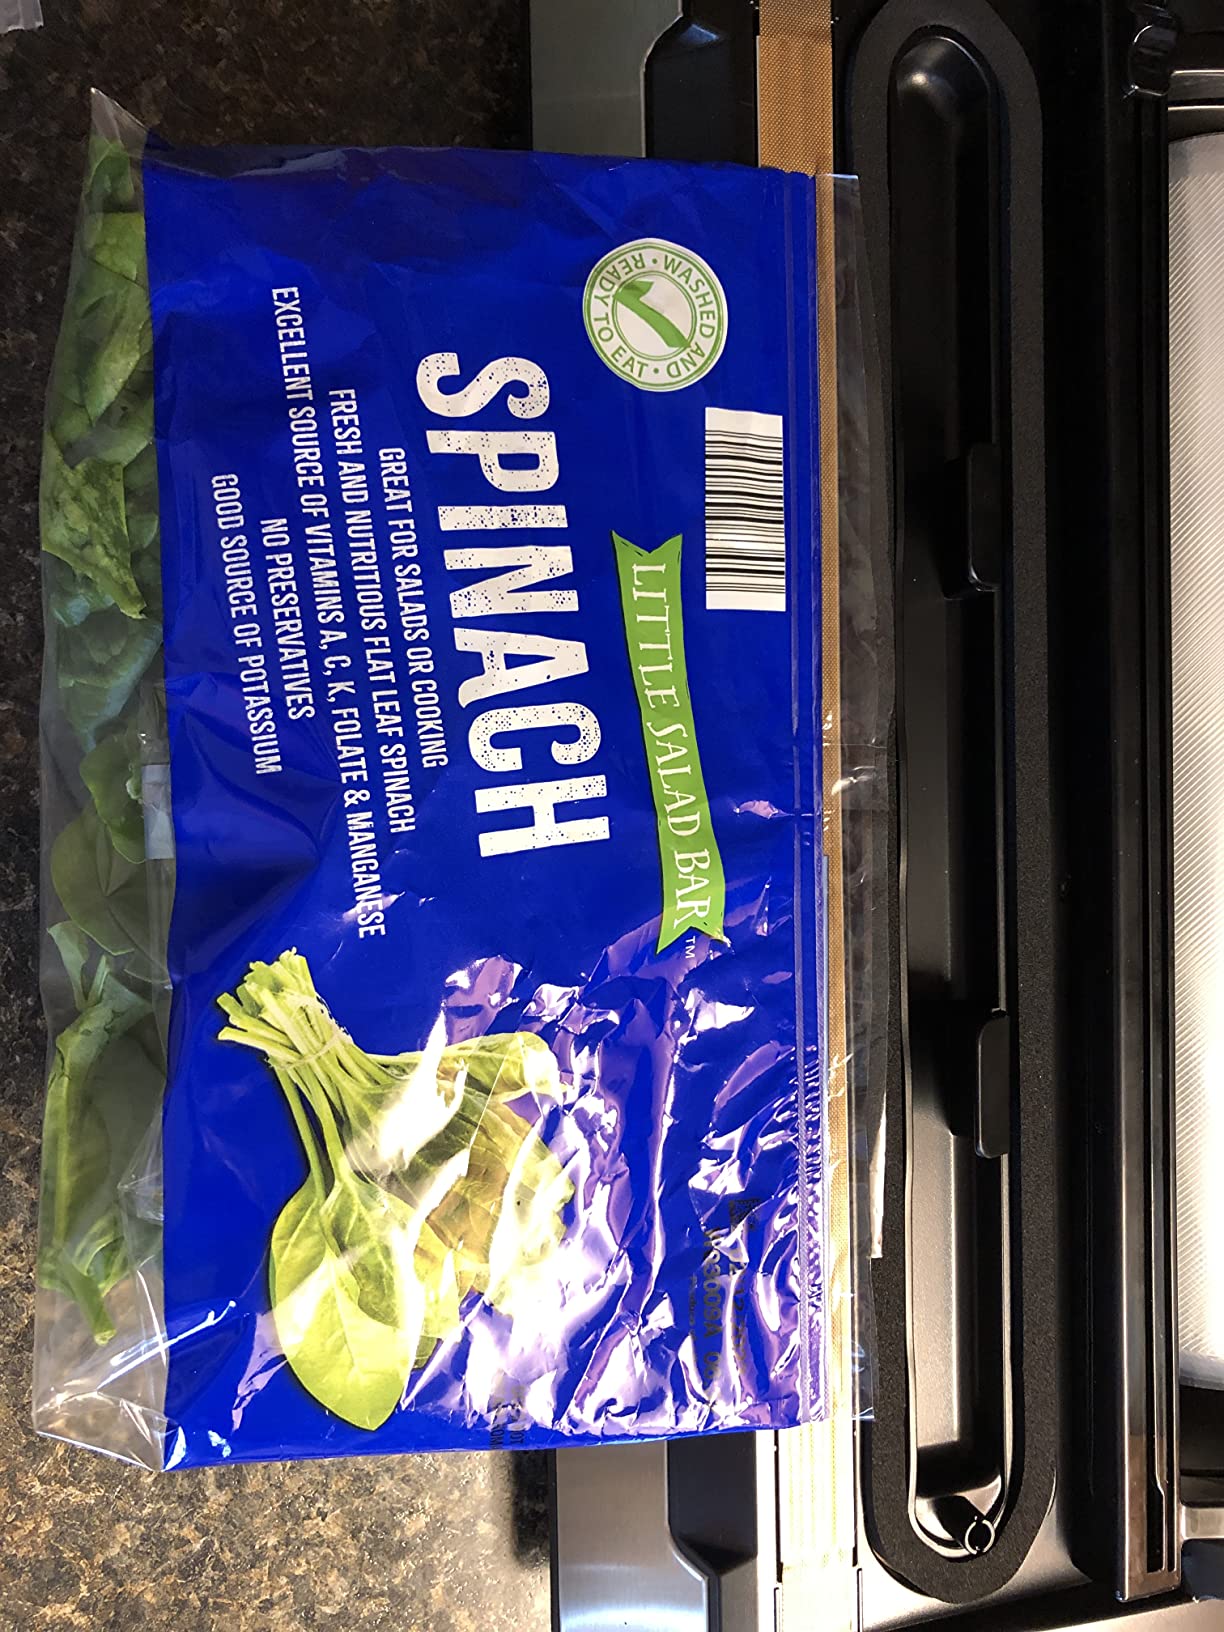 WASHED AND
READY TO EAT
LITTLE SALAD BAR™
SPINACH
GREAT FOR SALADS OR COOKING
FRESH AND NUTRITIOUS FLAT LEAF SPINACH
EXCELLENT SOURCE OF VITAMINS A, C, K, FOLATE & MANGANESE
NO PRESERVATIVES
GOOD SOURCE OF POTASSIUM